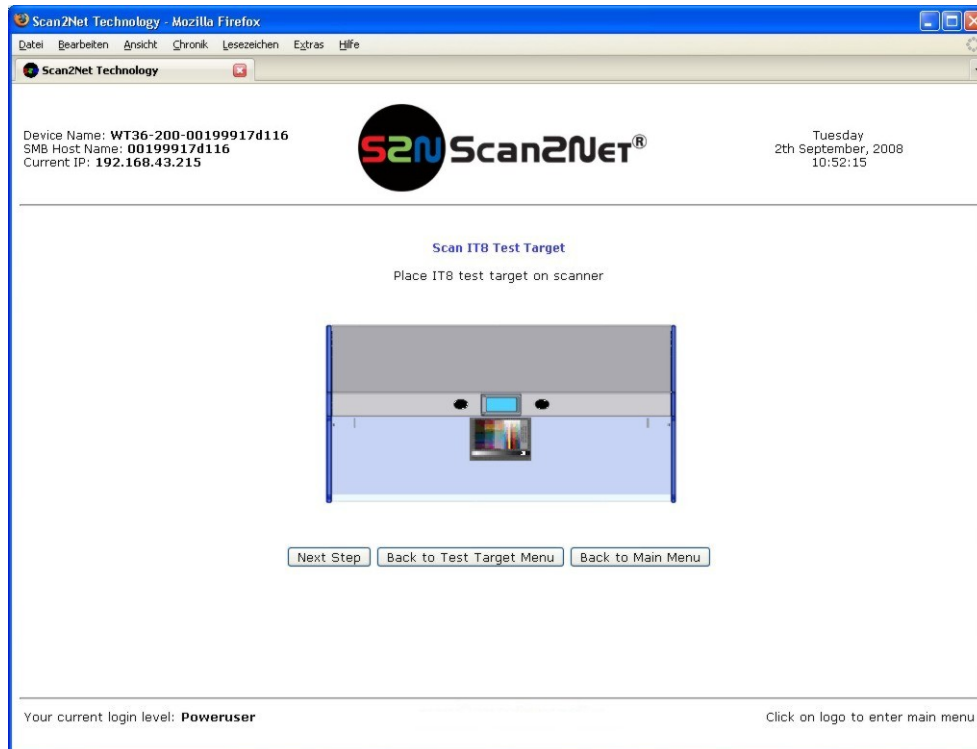 Scan2Net Technology - Mozilla Firefox
Datei Bearbeiten Ansicht Chronik Lesezeichen Extras Hilfe
Scan2Net Technology
Device Name: WT36-200-00199917d116
SMB Host Name: 00199917d116
Current IP: 192.168.43.215
S2N Scan2Net®
Tuesday
2th September, 2008
10:52:15
Scan IT8 Test Target
Place IT8 test target on scanner
Next Step Back to Test Target Menu Back to Main Menu
Your current login level: Poweruser
Click on logo to enter main menu